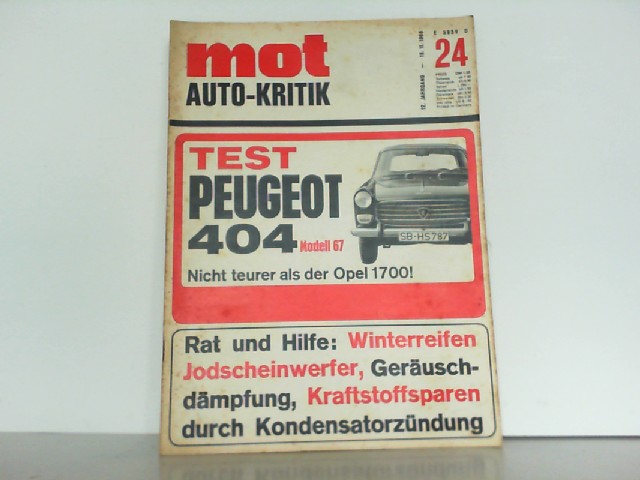 mot
AUTO-KRITIK
24
TEST
PEUGEOT
404 Modell 67
SB-HS787
Nicht teurer als der Opel 1700!
Rat und Hilfe: Winterreifen
Jodscheinwerfer, Geräusch-
dämpfung, Kraftstoffsparen
durch Kondensatorzündung